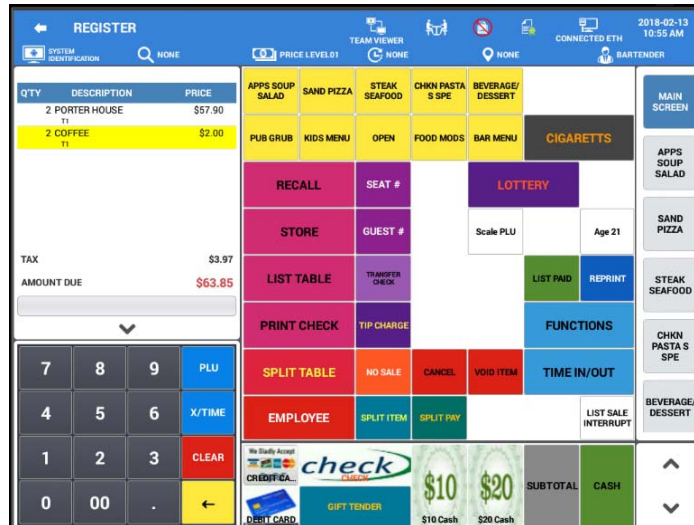 REGISTER
TEAM VIEWER
CONNECTED ETH
2018-02-13
10:55 AM
SYSTEM
IDENTIFICATION
NONE
PRICE LEVEL01
NONE
NONE
BARTENDER
Q'TY DESCRIPTION PRICE
2 PORTER HOUSE $57.90
T1
2 COFFEE $2.00
T1
TAX $3.97
AMOUNT DUE $63.85
7 8 9 PLU
4 5 6 X/TIME
1 2 3 CLEAR
0 00 . ←
APPS SOUP
SALAD
SAND PIZZA
STEAK
SEAFOOD
CHKN PASTA
S SPE
BEVERAGE/
DESSERT
PUB GRUB
KIDS MENU
OPEN
FOOD MODS
BAR MENU
CIGARETTS
RECALL
SEAT #
LOTTERY
STORE
GUEST #
Scale PLU
Age 21
LIST TABLE
TRANSFER
CHECK
LIST PAID
REPRINT
PRINT CHECK
TIP CHARGE
FUNCTIONS
SPLIT TABLE
NO SALE
CANCEL
VOID ITEM
TIME IN/OUT
EMPLOYEE
SPLIT ITEM
SPLIT PAY
LIST SALE
INTERRUPT
We Gladly Accept
CREDIT CA...
check
CHECK
$10
$10 Cash
$20
$20 Cash
SUBTOTAL
CASH
DEBIT CARD
GIFT TENDER
MAIN
SCREEN
APPS
SOUP
SALAD
SAND
PIZZA
STEAK
SEAFOOD
CHKN
PASTA S
SPE
BEVERAGE/
DESSERT